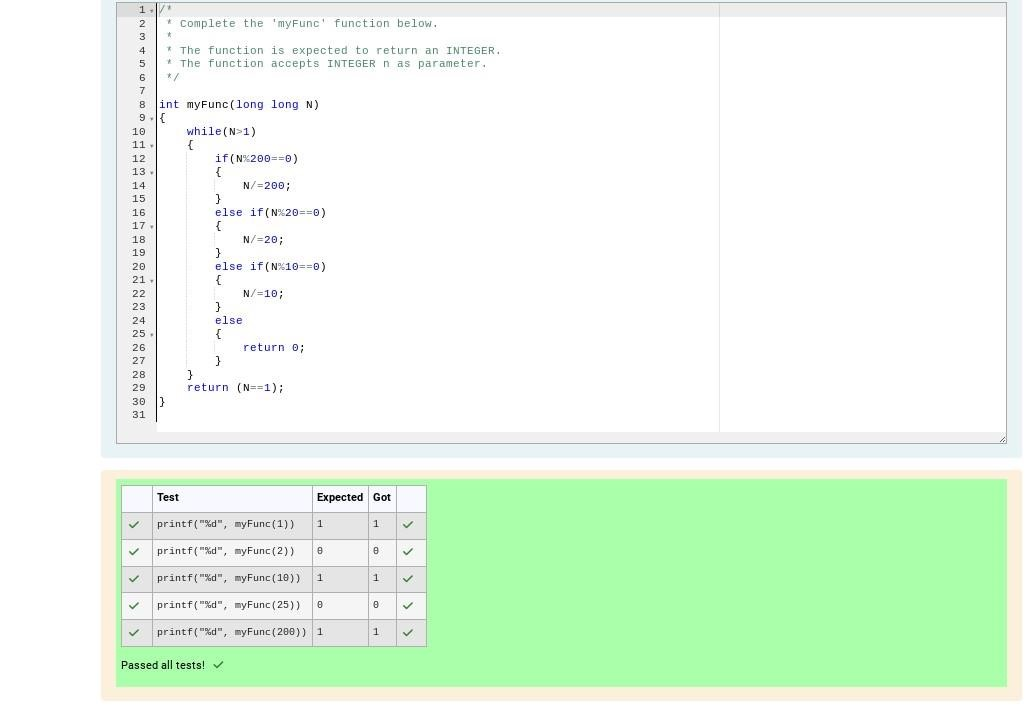 1 /*
2  * Complete the 'myFunc' function below.
3  *
4  * The function is expected to return an INTEGER.
5  * The function accepts INTEGER n as parameter.
6  */
7
8 int myFunc(long long N)
9 {
10     while(N>1)
11     {
12         if(N%200==0)
13         {
14             N/=200;
15         }
16         else if(N%20==0)
17         {
18             N/=20;
19         }
20         else if(N%10==0)
21         {
22             N/=10;
23         }
24         else
25         {
26             return 0;
27         }
28     }
29     return (N==1);
30 }
31
Test Expected Got
printf("%d", myFunc(1)) 1 1
printf("%d", myFunc(2)) 0 0
printf("%d", myFunc(10)) 1 1
printf("%d", myFunc(25)) 0 0
printf("%d", myFunc(200)) 1 1
Passed all tests!